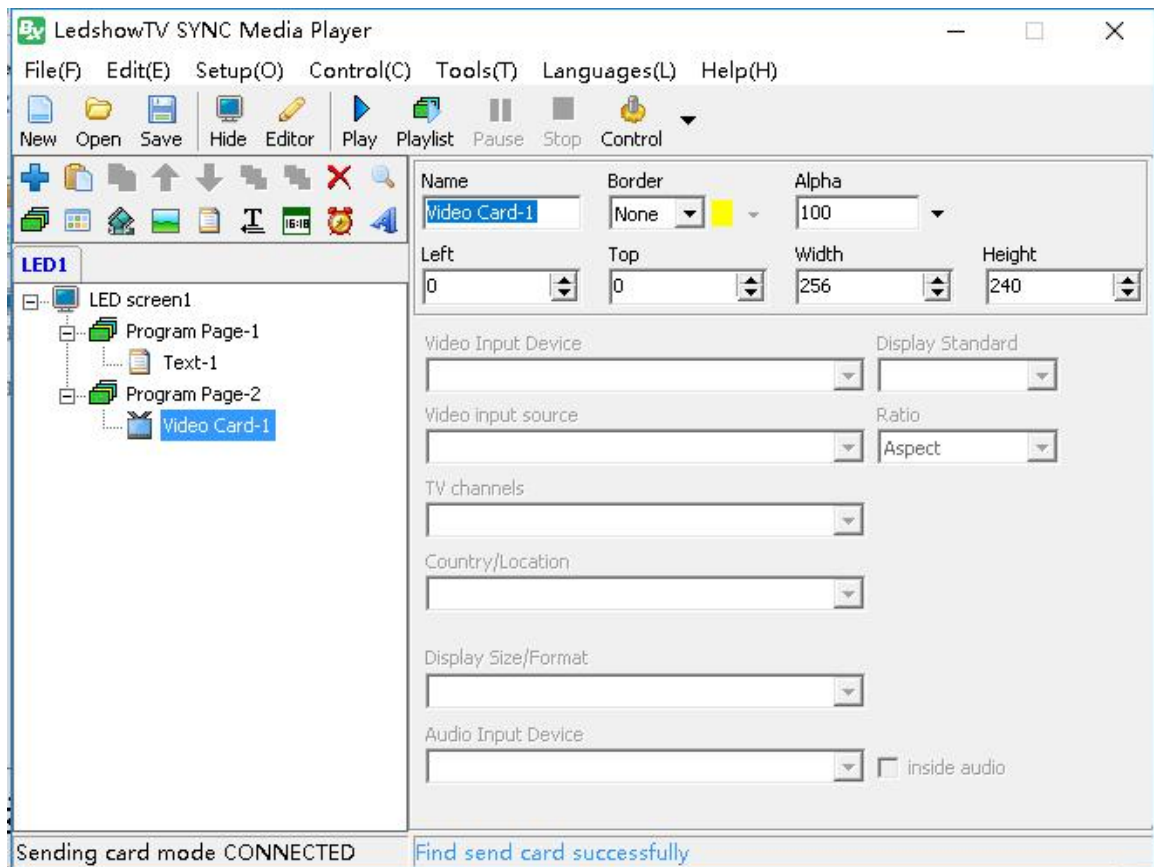 BX LedshowTV SYNC Media Player
File(F) Edit(E) Setup(O) Control(C) Tools(T) Languages(L) Help(H)
New Open Save Hide Editor Play Playlist Pause Stop Control
Name Border Alpha
Video Card-1 None 100
16:18
LED1
Left Top Width Height
0 0 256 240
LED screen1
Program Page-1
Text-1
Program Page-2
Video Card-1
Video Input Device Display Standard
Video input source Ratio
Aspect
TV channels
Country/Location
Display Size/Format
Audio Input Device
inside audio
Sending card mode CONNECTED Find send card successfully